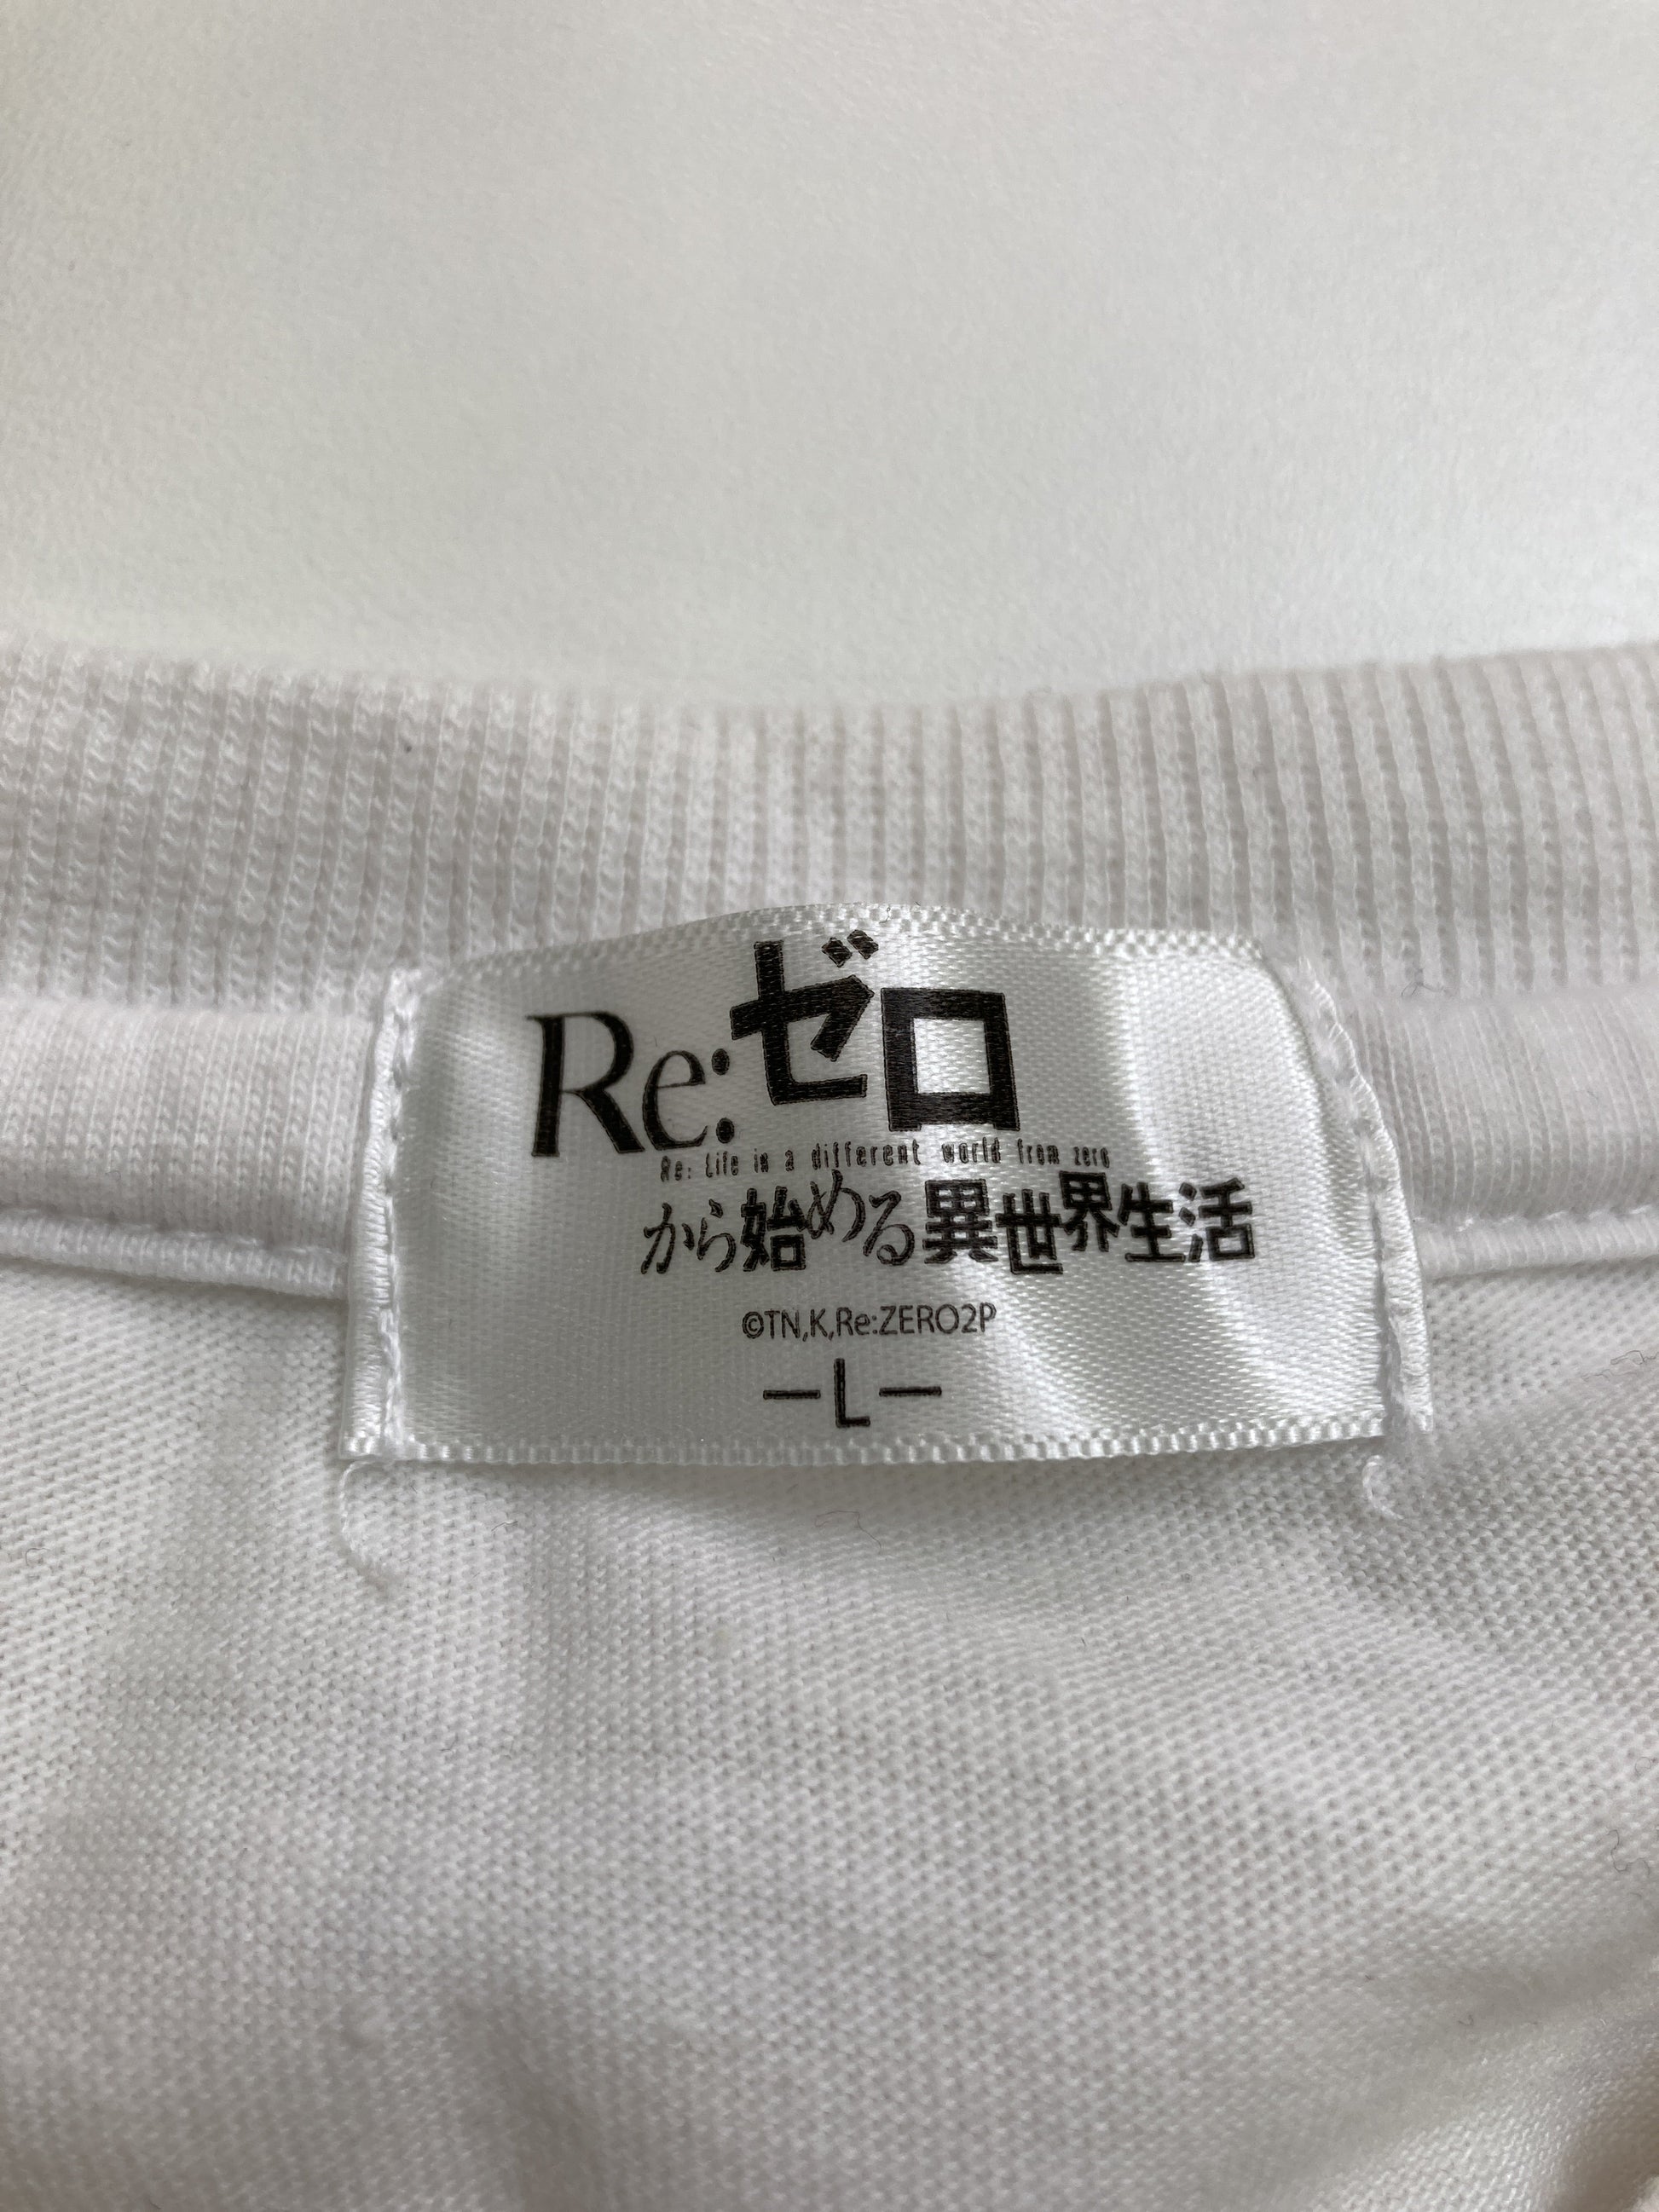 Re:ゼロ
Re: Life in a different world from zero
から始める異世界生活
©TN,K,Re:ZERO2P
—L—